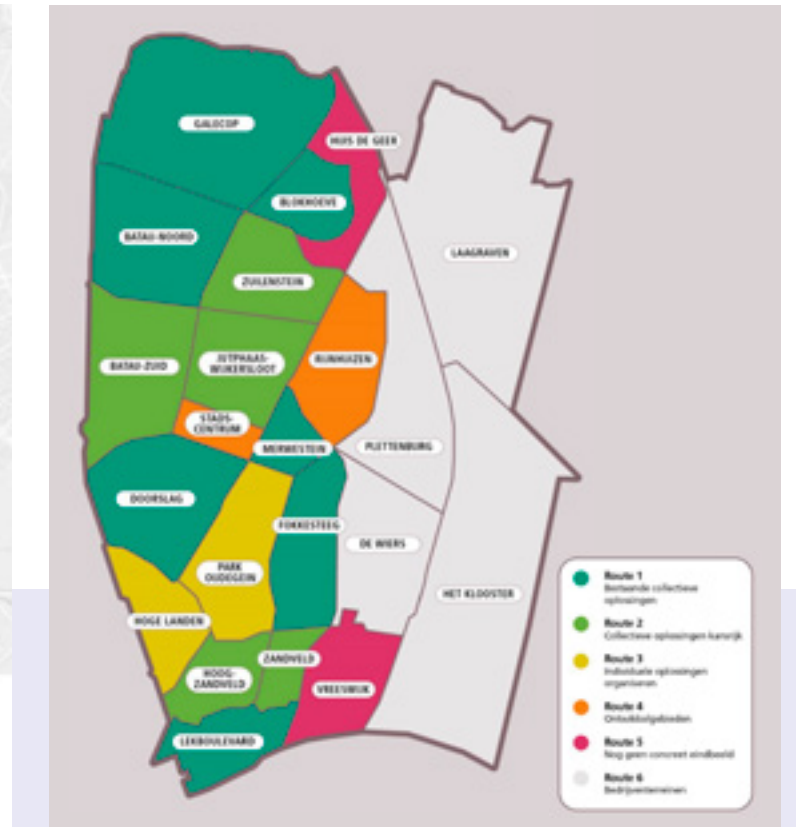 GALECOP
HUIS DE GEER
BLOKHOEVE
BATAU-NOORD
LAAGRAVEN
ZUILENSTEIN
BATAU-ZUID
JUTPHAAS-
WIJKERSLOOT
RIJNHUIZEN
STADS-
CENTRUM
MERWESTEIN
PLETTENBURG
DOORSLAG
FOKKESTEEG
DE WIERS
PARK
OUDEGEIN
HET KLOOSTER
HOGE LANDEN
ZANDVELD
HOOG-
ZANDVELD
VREESWIJK
LEKBOULEVARD
Route 1
Bestaande collectieve
oplossingen
Route 2
Collectieve oplossingen kansrijk
Route 3
Individuele oplossingen
organiseren
Route 4
Ontwikkelgebieden
Route 5
Nog geen concreet eindbeeld
Route 6
Bedrijventerreinen